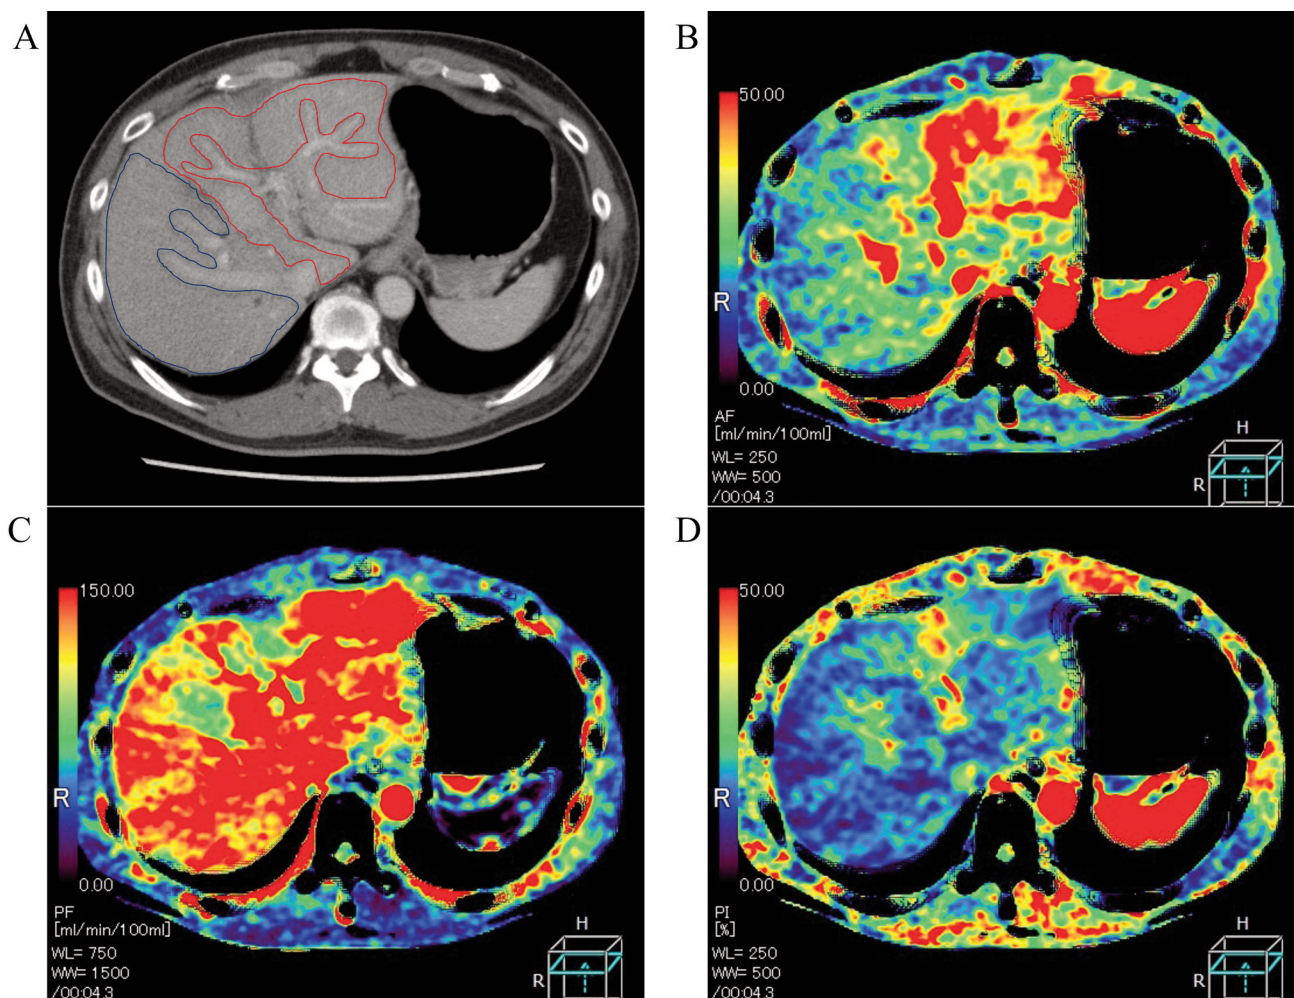 A
B
50.00
R
0.00
AF
[ml/min/100ml]
WL= 250
WW= 500
/00:04.3
H
R
C
150.00
R
0.00
PF
[ml/min/100ml]
WL= 750
WW= 1500
/00:04.3
H
R
D
50.00
R
0.00
PI
[%]
WL= 250
WW= 500
/00:04.3
H
R